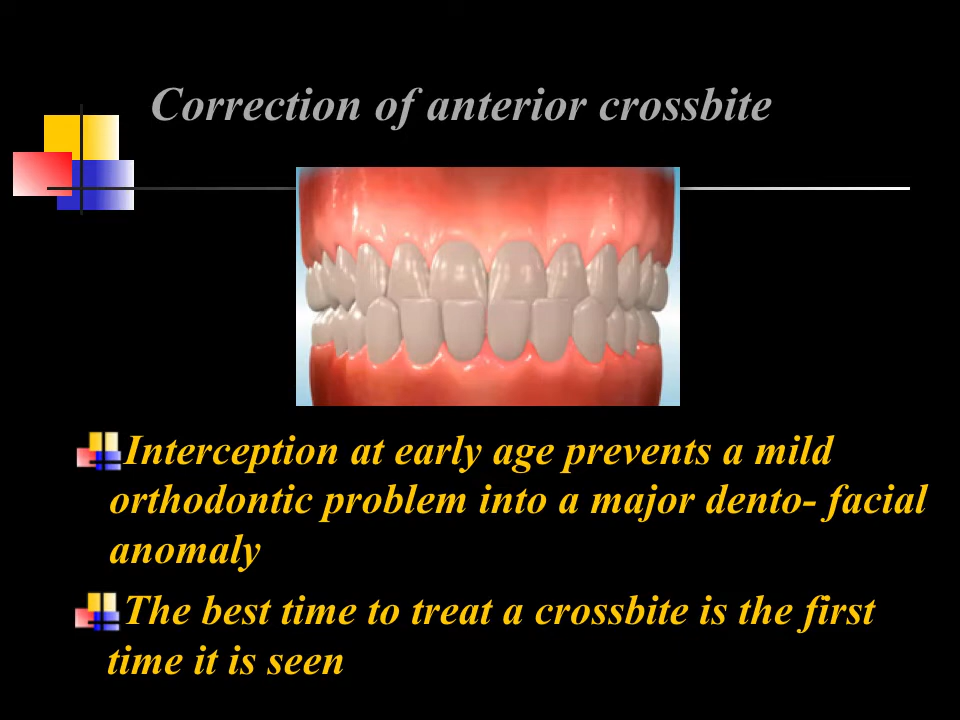 Correction of anterior crossbite
Interception at early age prevents a mild
orthodontic problem into a major dento- facial
anomaly
The best time to treat a crossbite is the first
time it is seen